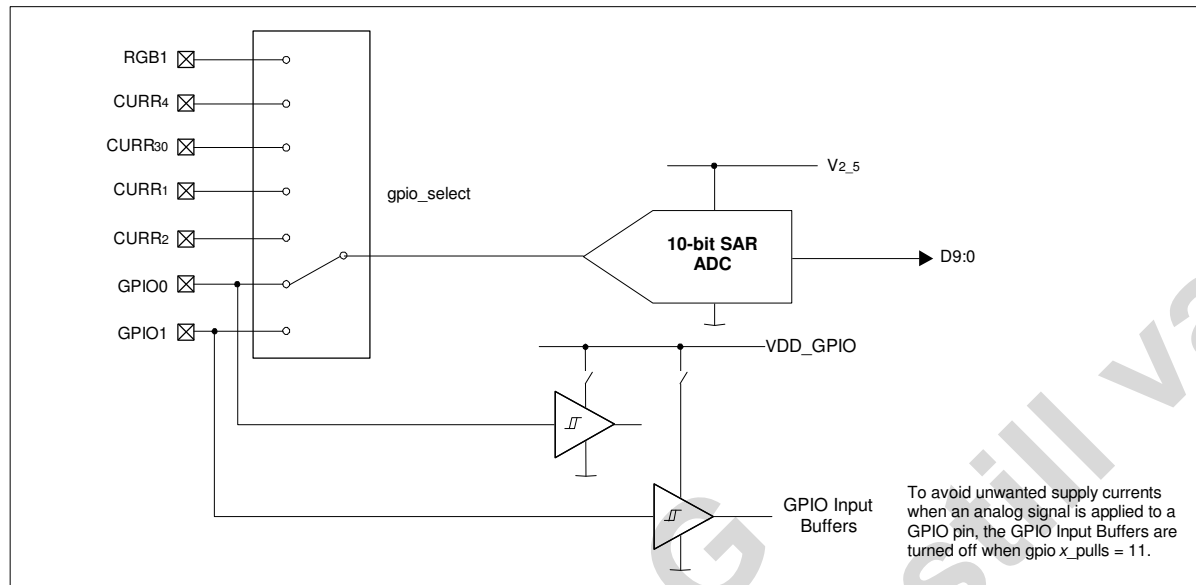 RGB1
CURR4
CURR30
CURR1
CURR2
GPIO0
GPIO1
gpio_select
V2_5
10-bit SAR
ADC
D9:0
VDD_GPIO
GPIO Input
Buffers
To avoid unwanted supply currents
when an analog signal is applied to a
GPIO pin, the GPIO Input Buffers are
turned off when gpio x_pulls = 11.
G
still va